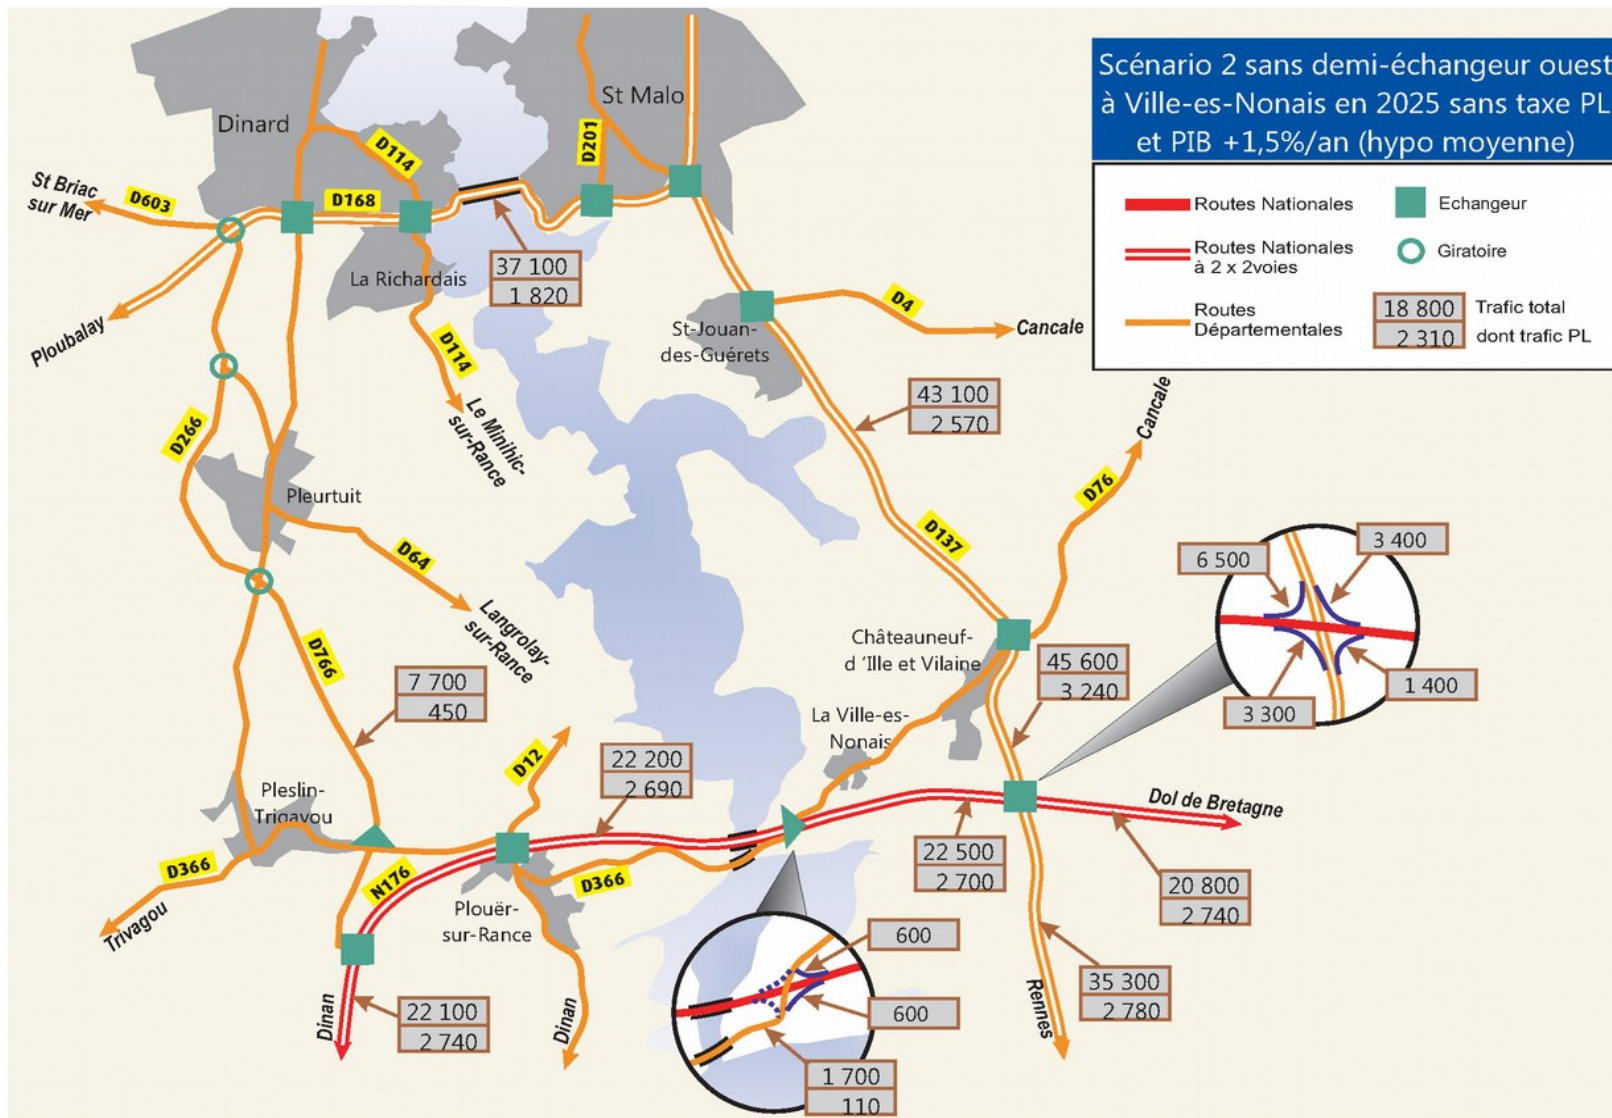 Scénario 2 sans demi-échangeur ouest
à Ville-es-Nonais en 2025 sans taxe PL
et PIB +1,5%/an (hypo moyenne)
Routes Nationales
Echangeur
Routes Nationales
à 2 x 2voies
Giratoire
Routes
Départementales
18 800
2 310
Trafic total
dont trafic PL
St Malo
Dinard
D201
D114
St Briac
sur Mer
D603
D168
La Richardais
37 100
1 820
Ploubalay
D114
Le Minihic-
sur-Rance
St-Jouan-
des-Guérets
D4
Cancale
43 100
2 570
Cancale
D76
D266
Pleurtuit
D64
Langrolay-
sur-Rance
D137
D766
7 700
450
Châteauneuf-
d 'Ille et Vilaine
45 600
3 240
6 500
3 400
3 300
1 400
La Ville-es-
Nonais
D12
22 200
2 690
Pleslin-
Trigavou
D366
Trivagou
N176
D366
Plouër-
sur-Rance
Dol de Bretagne
22 500
2 700
20 800
2 740
35 300
2 780
Rennes
600
600
1 700
110
Dinan
22 100
2 740
Dinan